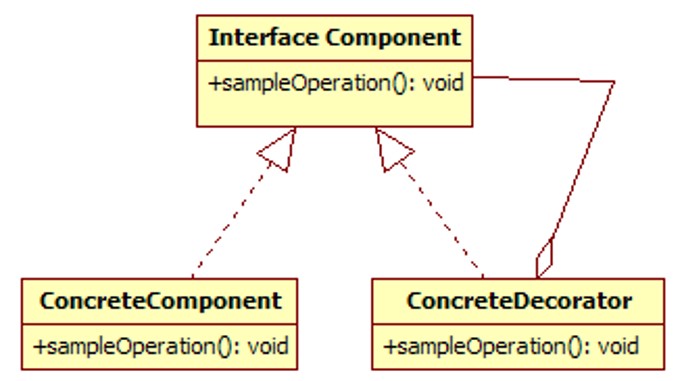 Interface Component
+sampleOperation(): void
ConcreteComponent
+sampleOperation(): void
ConcreteDecorator
+sampleOperation(): void